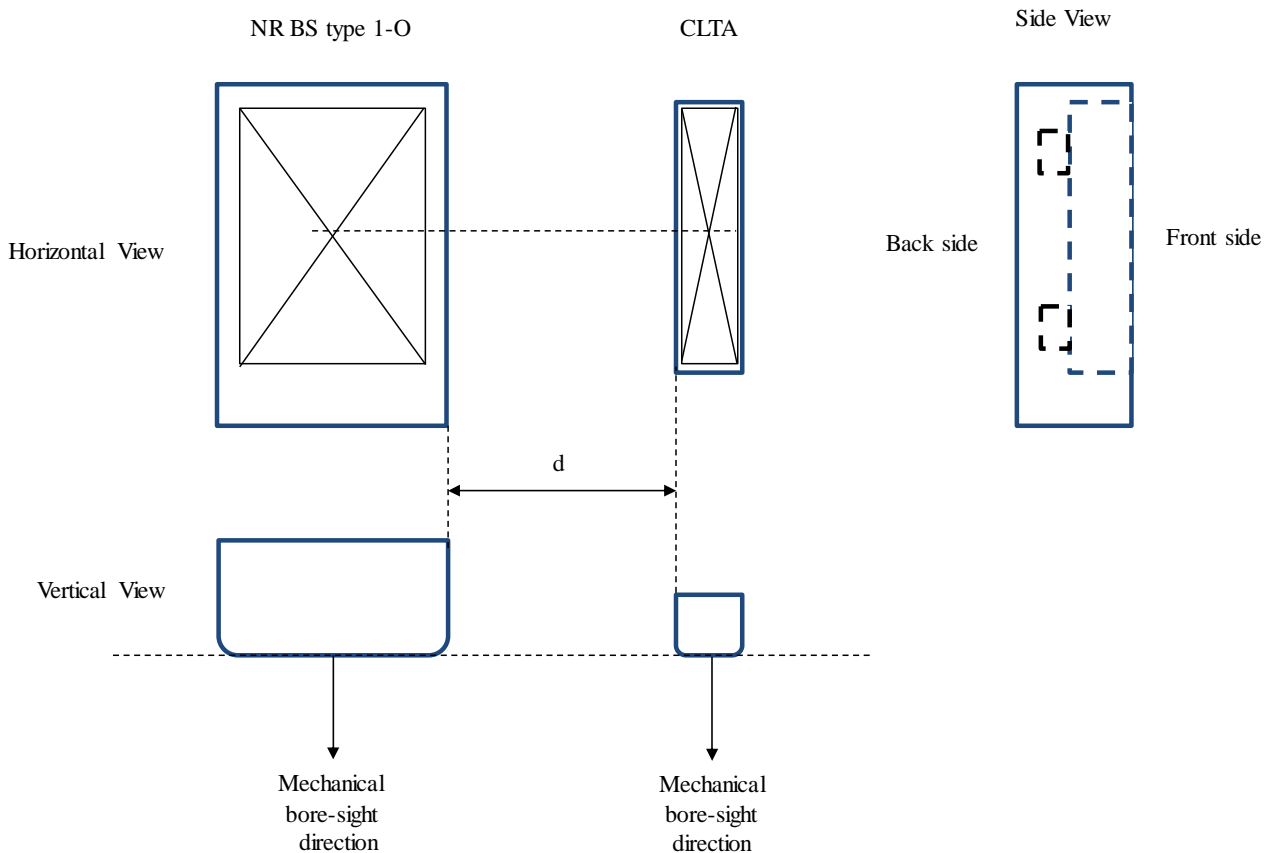 NR BS type 1-O
CLTA
Side View
Horizontal View
Back side
Front side
d
Vertical View
Mechanical
bore-sight
direction
Mechanical
bore-sight
direction